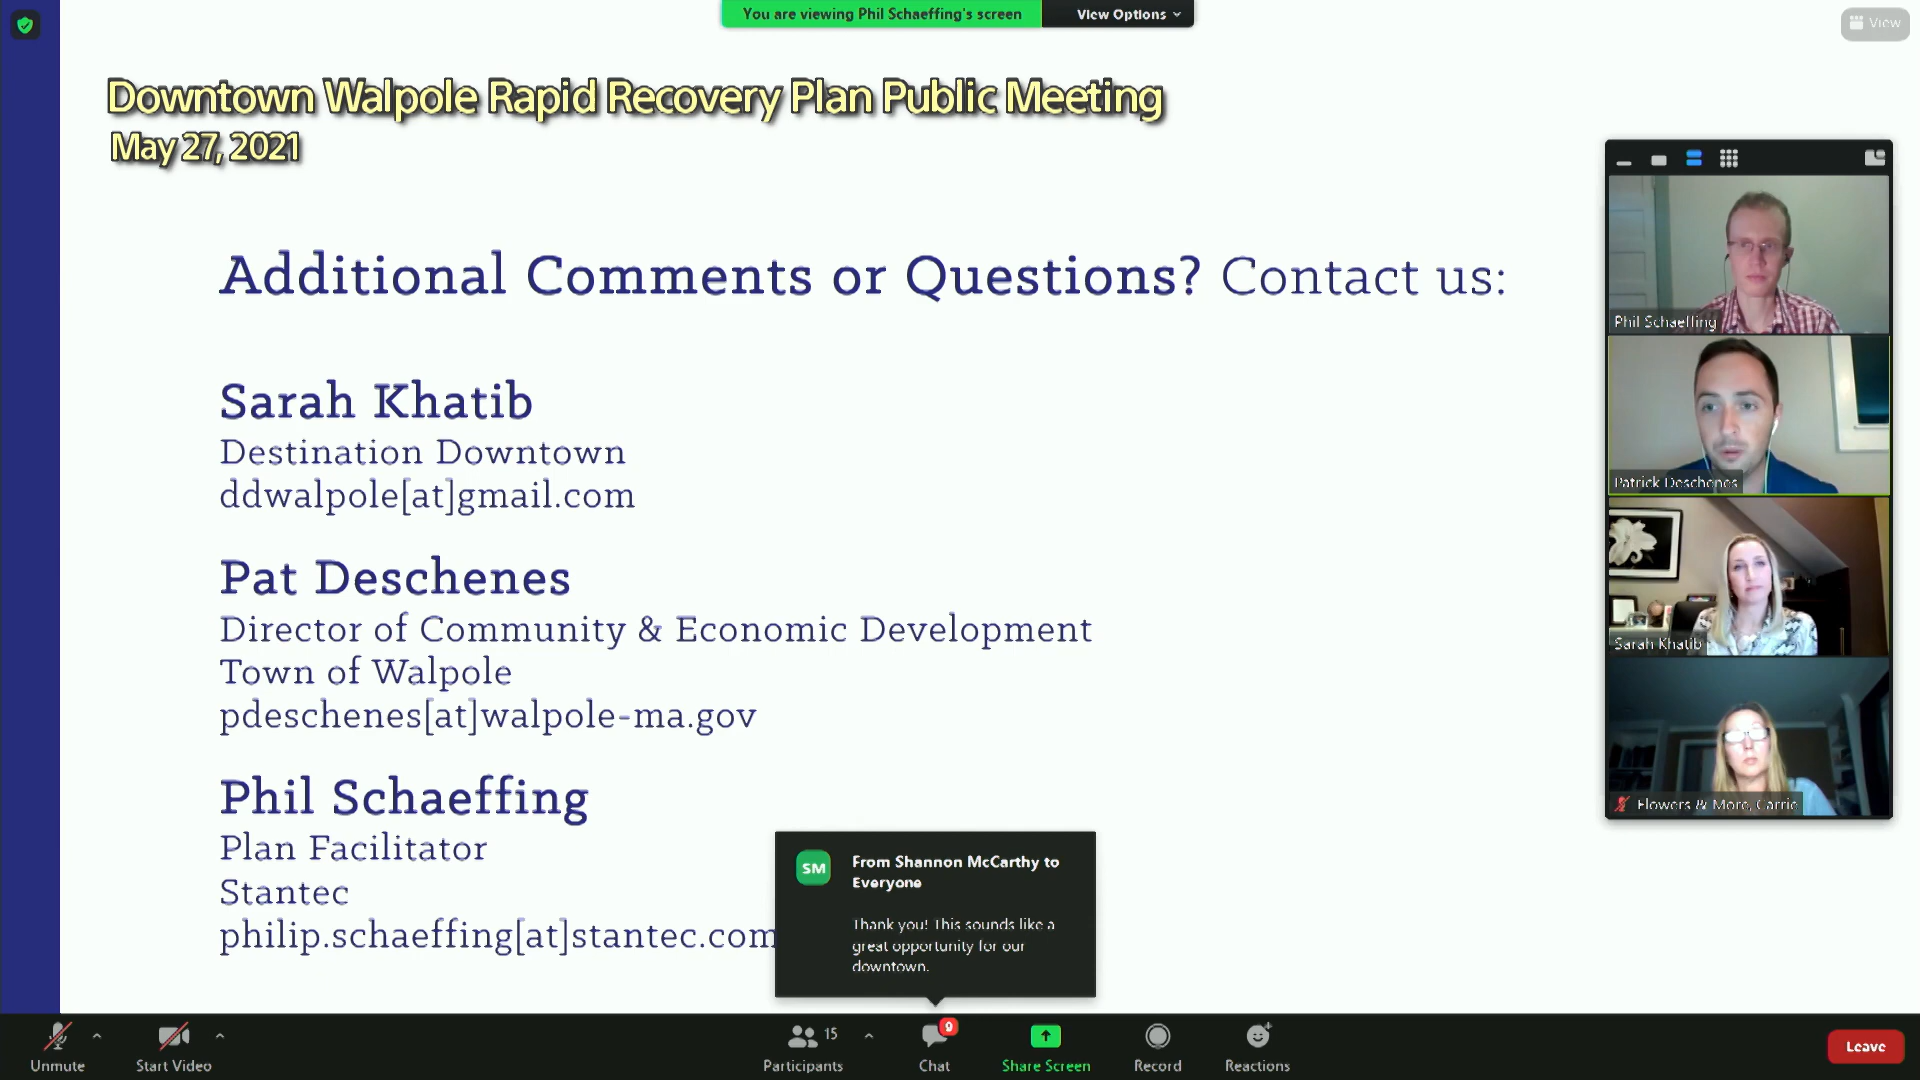 You are viewing Phil Schaeffing's screen
View Options
View
Downtown Walpole Rapid Recovery Plan Public Meeting
May 27, 2021
Additional Comments or Questions? Contact us:
Sarah Khatib
Destination Downtown
ddwalpole[at]gmail.com
Pat Deschenes
Director of Community & Economic Development
Town of Walpole
pdeschenes[at]walpole-ma.gov
Phil Schaeffing
Plan Facilitator
Stantec
philip.schaeffing[at]stantec.com
Phil Schaeffing
Patrick Deschenes
Sarah Khatib
Flowers & More, Carrie
SM
From Shannon McCarthy to
Everyone
Thank you! This sounds like a
great opportunity for our
downtown.
Unmute
Start Video
15
Participants
9
Chat
Share Screen
Record
Reactions
Leave